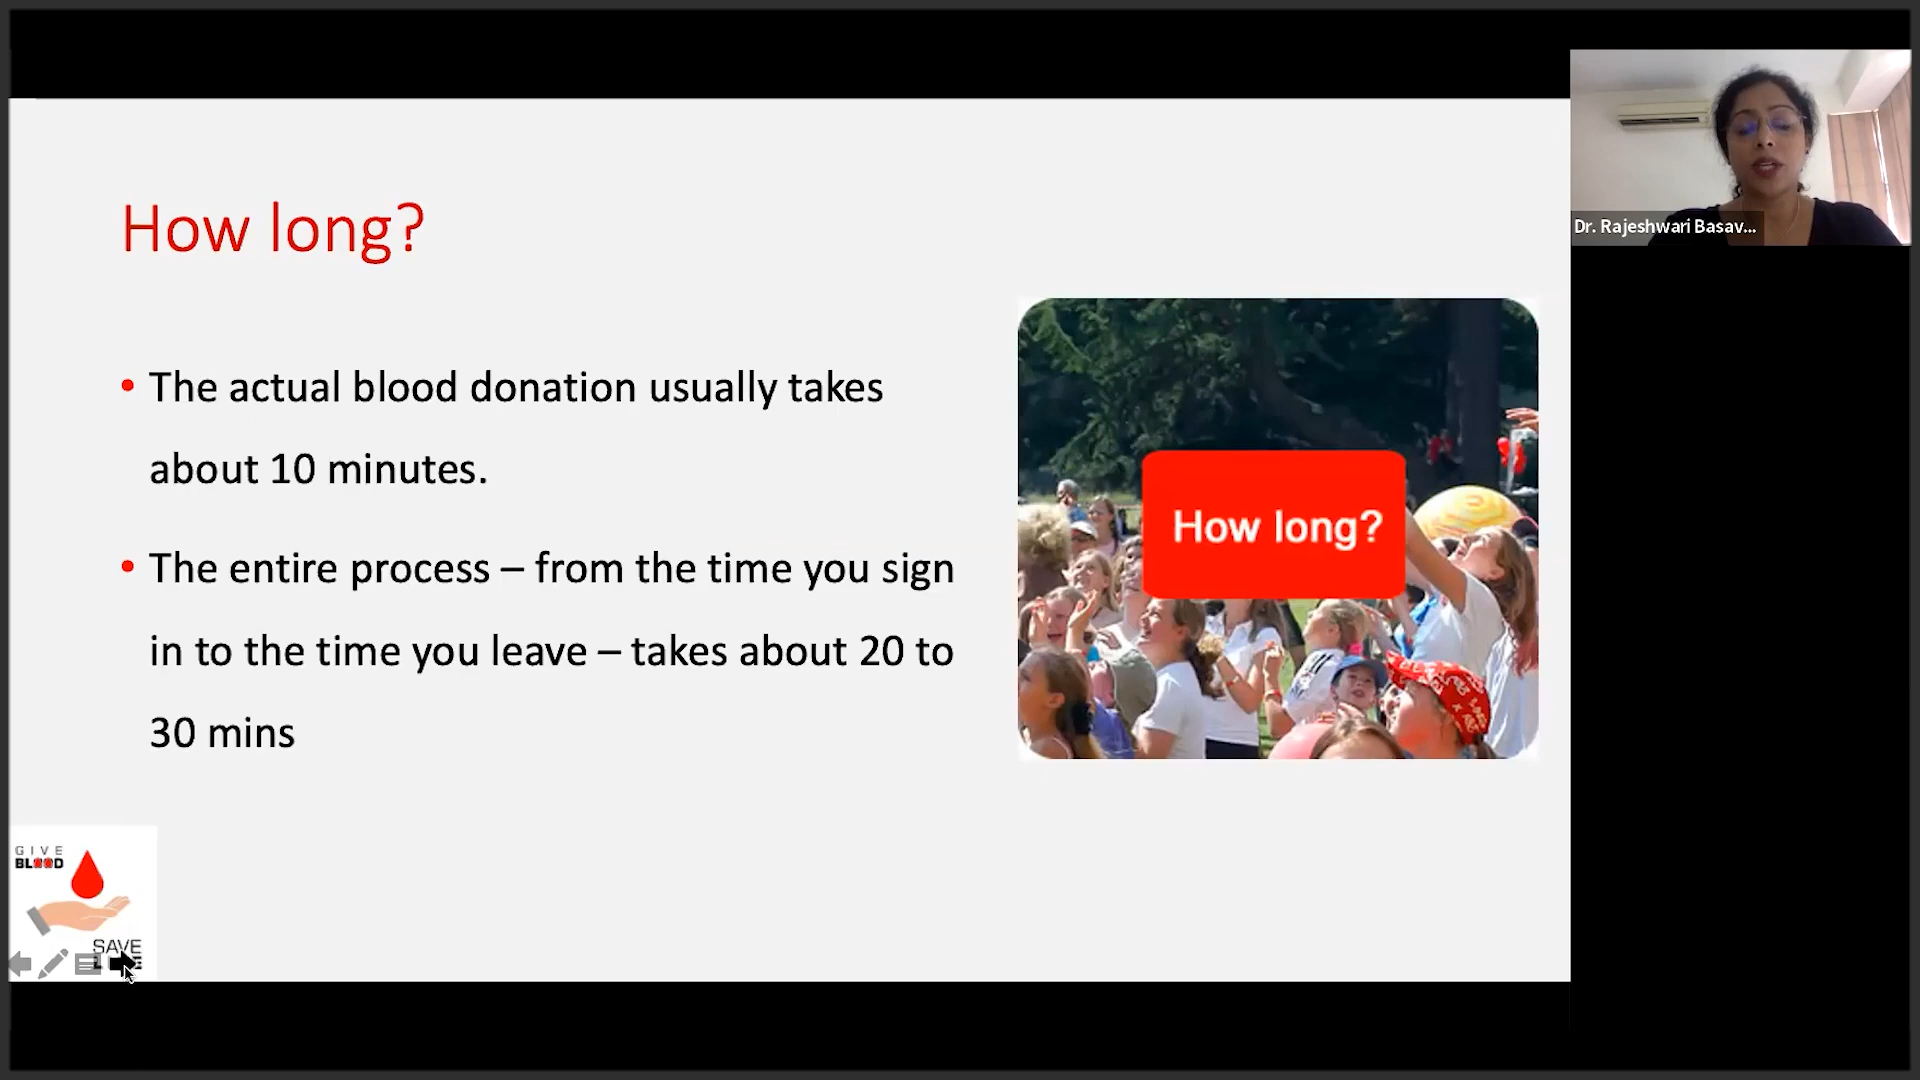 How long?
• The actual blood donation usually takes
about 10 minutes.
• The entire process – from the time you sign
in to the time you leave – takes about 20 to
30 mins
How long?
Dr. Rajeshwari Basav...
GIVE
BLOOD
SAVE